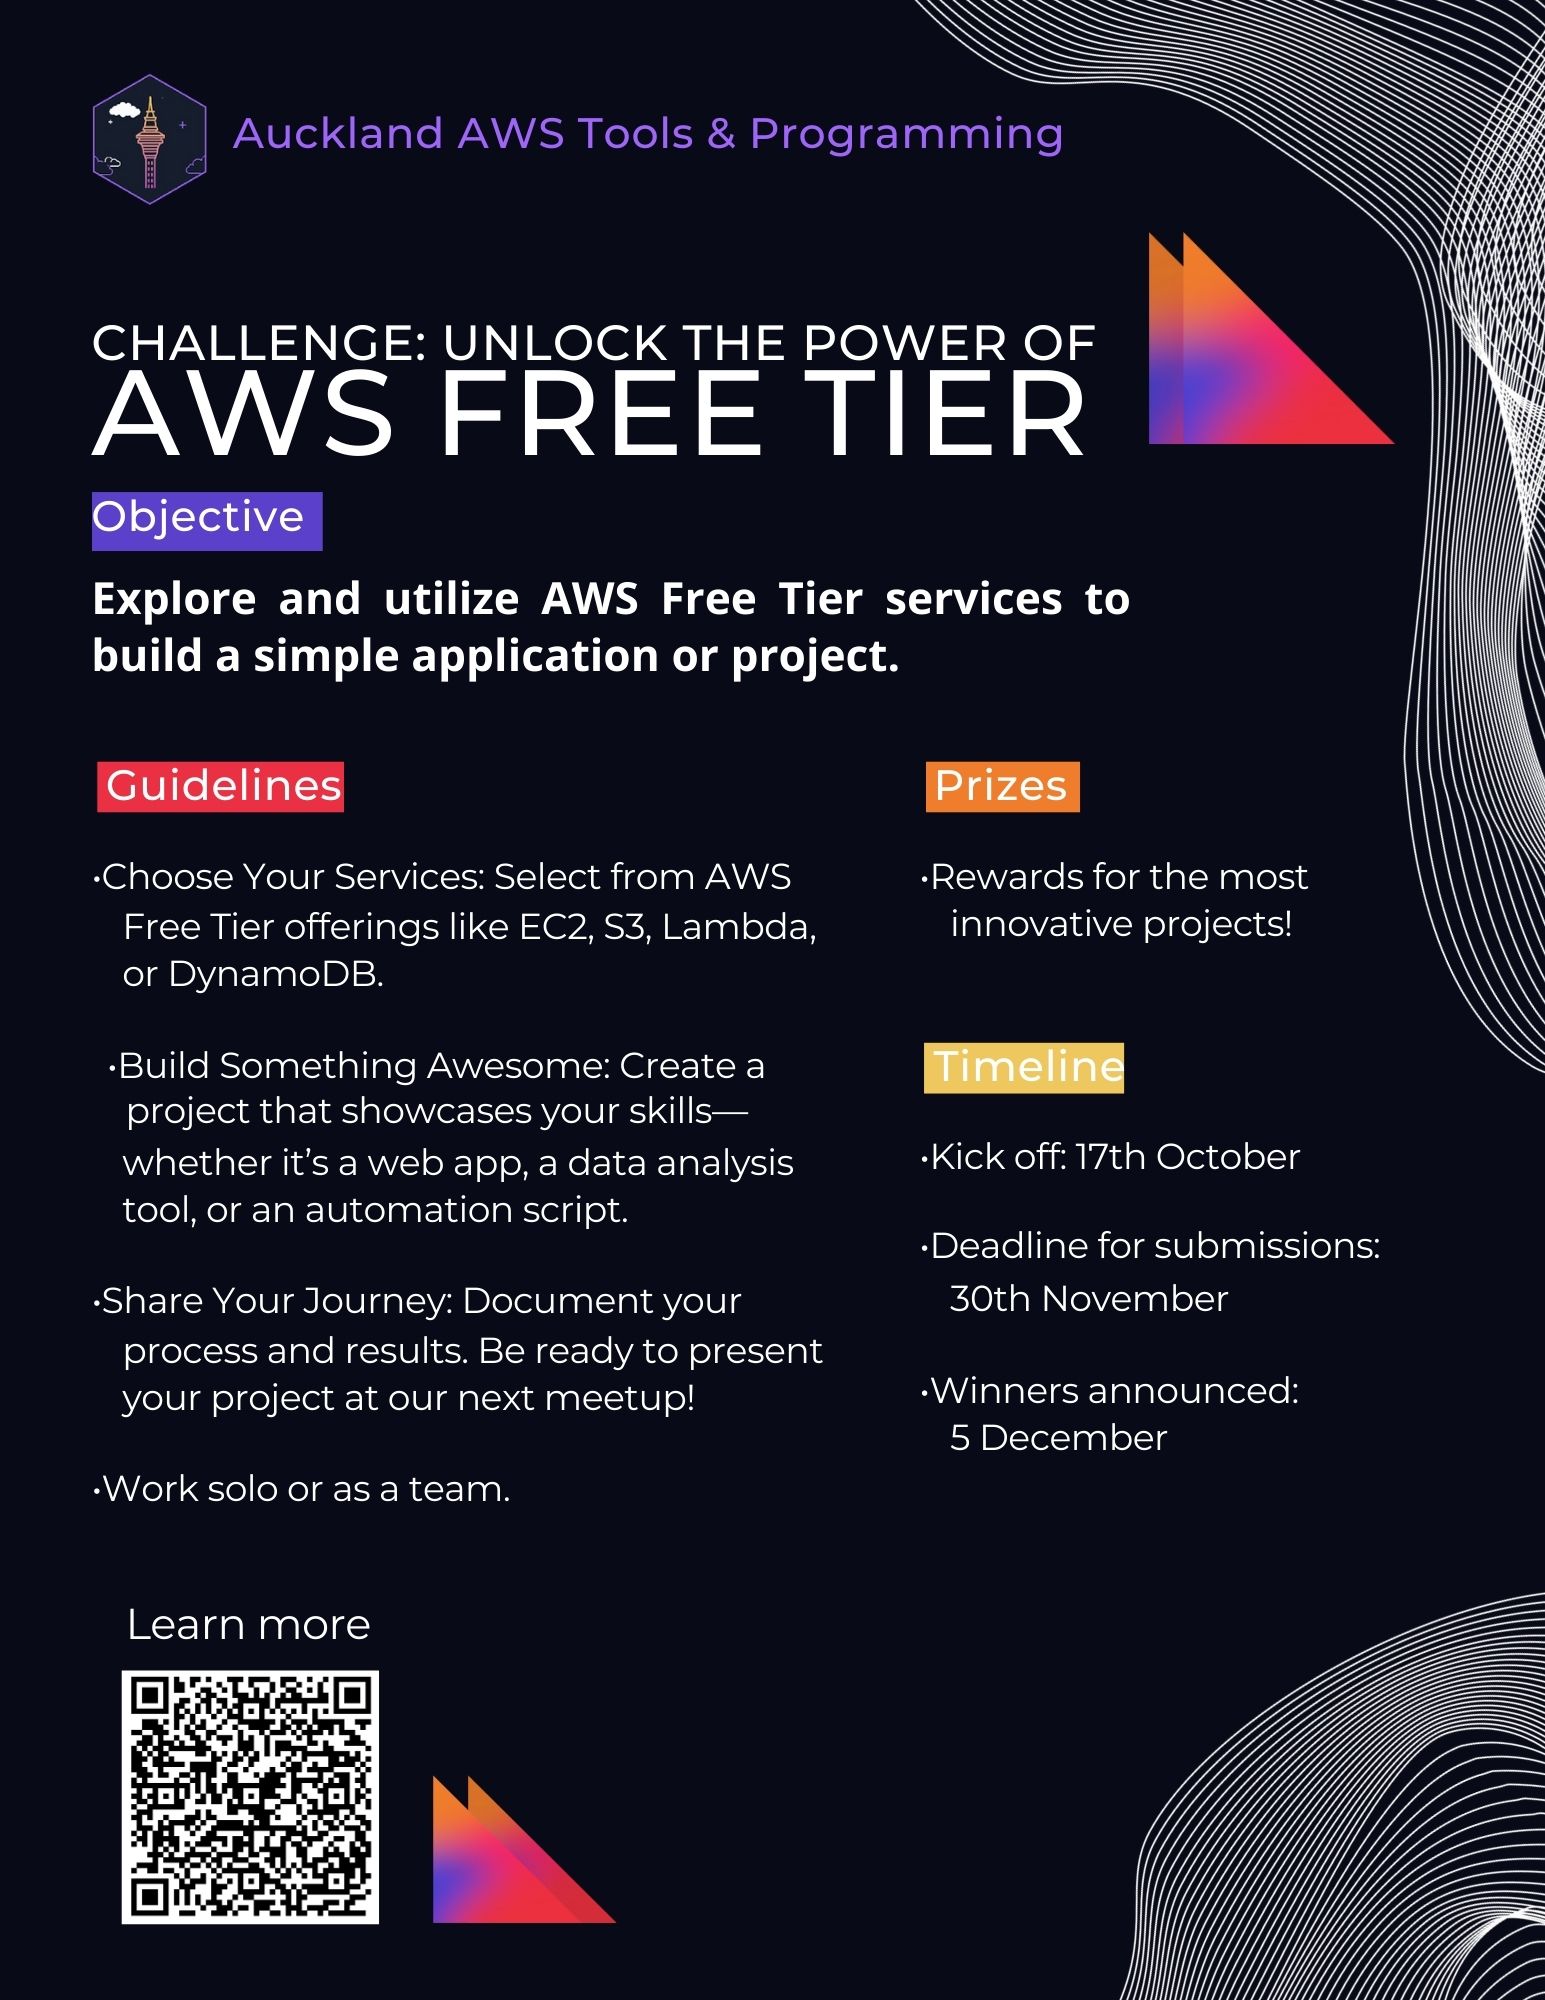 Auckland AWS Tools & Programming
CHALLENGE: UNLOCK THE POWER OF
AWS FREE TIER
Objective
Explore and utilize AWS Free Tier services to
build a simple application or project.
Guidelines
•Choose Your Services: Select from AWS
Free Tier offerings like EC2, S3, Lambda,
or DynamoDB.
•Build Something Awesome: Create a
project that showcases your skills—
whether it’s a web app, a data analysis
tool, or an automation script.
•Share Your Journey: Document your
process and results. Be ready to present
your project at our next meetup!
•Work solo or as a team.
Prizes
•Rewards for the most
innovative projects!
Timeline
•Kick off: 17th October
•Deadline for submissions:
30th November
•Winners announced:
5 December
Learn more